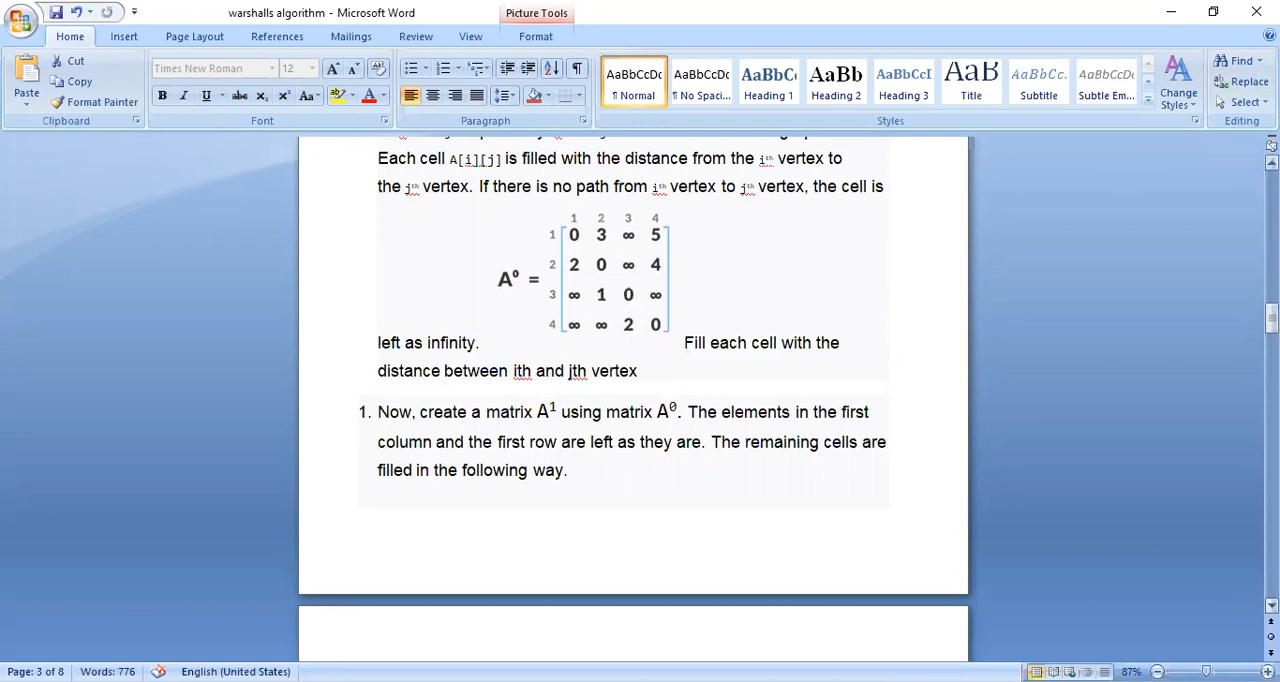 warshalls algorithm - Microsoft Word
Picture Tools
Home Insert Page Layout References Mailings Review View Format
Paste
Cut
Copy
Format Painter
Clipboard
Times New Roman 12
Font
Paragraph
AaBbCcDc AaBbCcDc AaBbC( AaBb AaBbCcI AaB AaBbCc. AaBbCcDc
¶ Normal ¶ No Spaci... Heading 1 Heading 2 Heading 3 Title Subtitle Subtle Em...
Change Styles
Styles
Find
Replace
Select
Editing
Each cell A[i][j] is filled with the distance from the iᵗʰ vertex to
the jᵗʰ vertex. If there is no path from iᵗʰ vertex to jᵗʰ vertex, the cell is
1 2 3 4
1 0 3 ∞ 5
2 2 0 ∞ 4
A⁰ =
3 ∞ 1 0 ∞
4 ∞ ∞ 2 0
left as infinity. Fill each cell with the
distance between ith and jth vertex
1. Now, create a matrix A¹ using matrix A⁰. The elements in the first
column and the first row are left as they are. The remaining cells are
filled in the following way.
Page: 3 of 8 Words: 776 English (United States) 87%